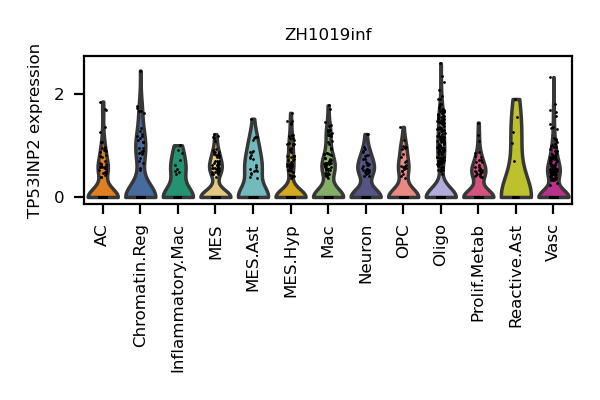 ZH1019inf
TP53INP2 expression
2
0
AC
Chromatin.Reg
Inflammatory.Mac
MES
MES.Ast
MES.Hyp
Mac
Neuron
OPC
Oligo
Prolif.Metab
Reactive.Ast
Vasc